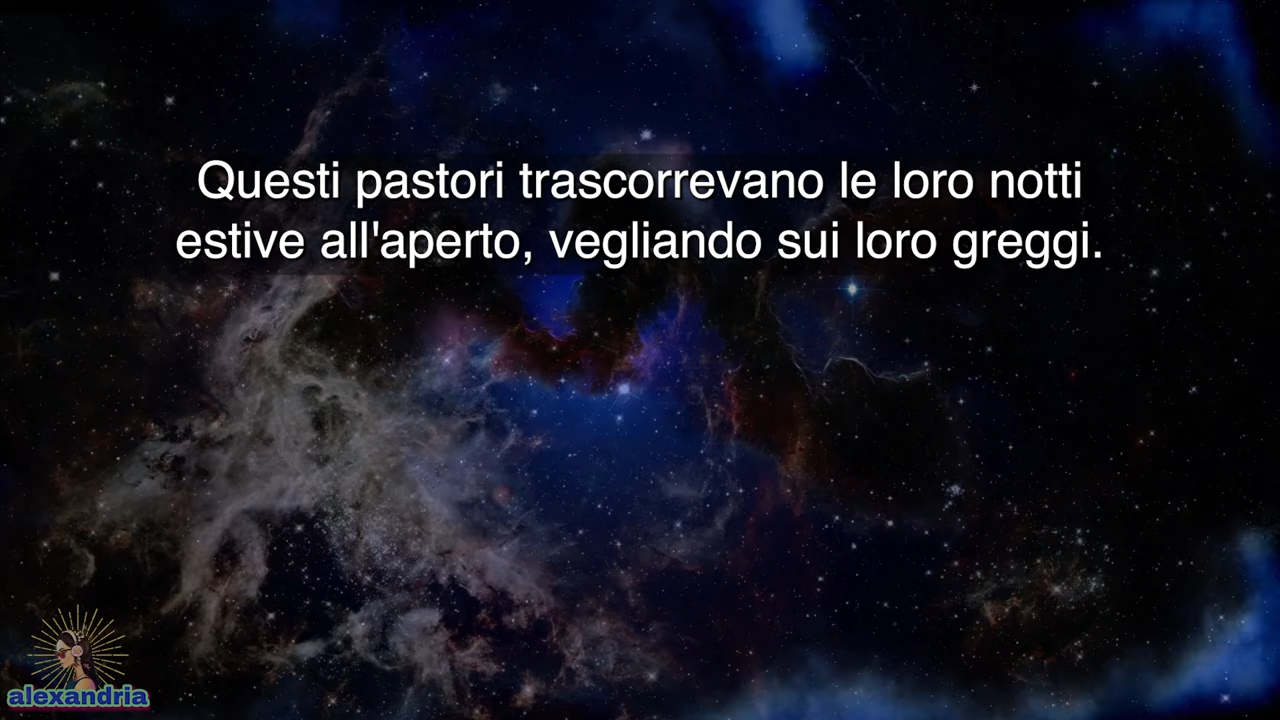 Questi pastori trascorrevano le loro notti
estive all'aperto, vegliando sui loro greggi.
alexandria